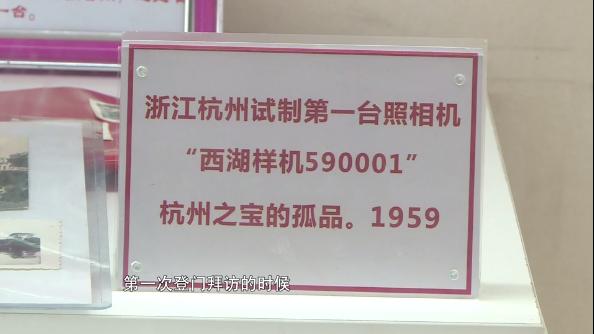 一台。
浙江杭州试制第一台照相机
“西湖样机590001”
杭州之宝的孤品。1959
第一次登门拜访的时候